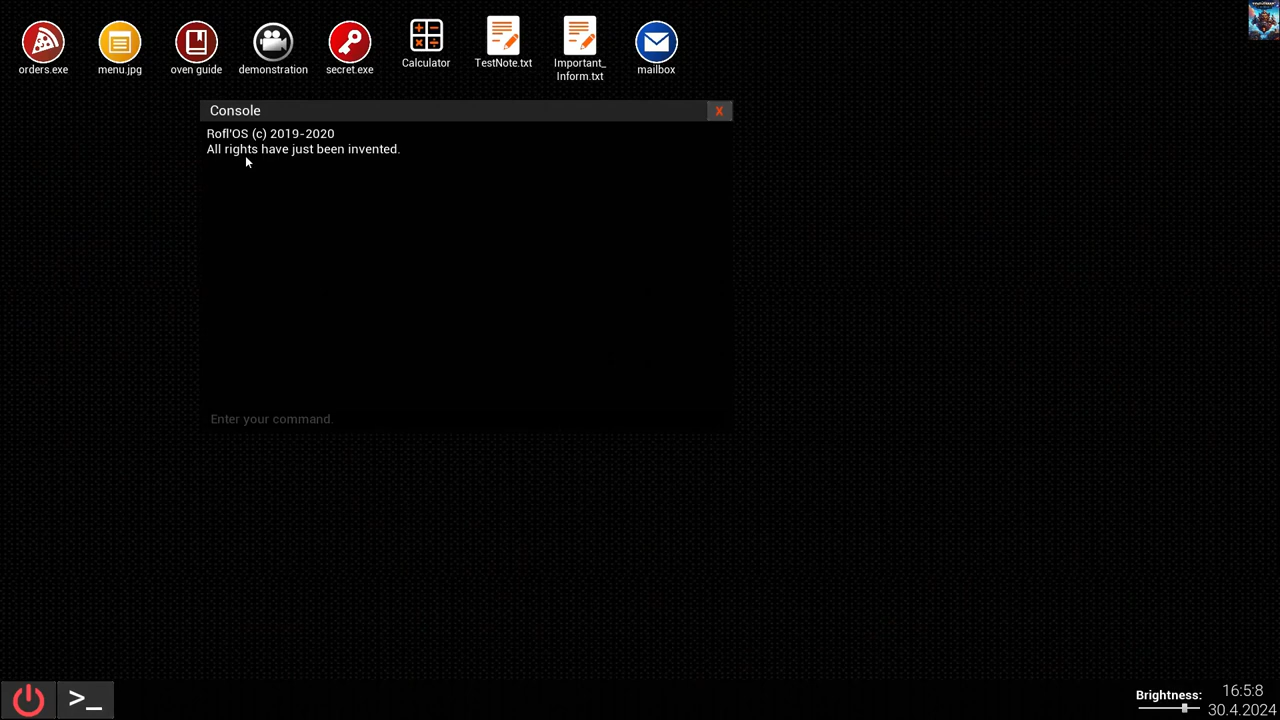 orders.exe
menu.jpg
oven guide
demonstration
secret.exe
Calculator
TestNote.txt
Important_
Inform.txt
mailbox
Console
X
Rofl'OS (c) 2019-2020
All rights have just been invented.
Enter your command.
>_
Brightness:
16:5:8
30.4.2024